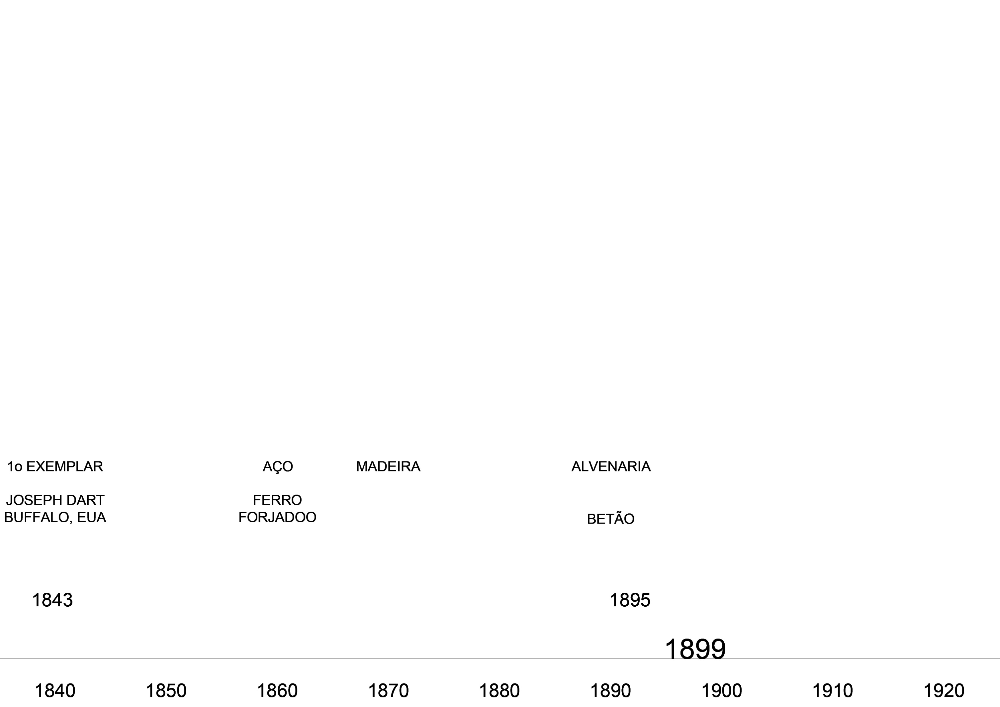 1o EXEMPLAR
AÇO
MADEIRA
ALVENARIA
JOSEPH DART
BUFFALO, EUA
FERRO
FORJADOO
BETÃO
1843
1895
1899
1840
1850
1860
1870
1880
1890
1900
1910
1920